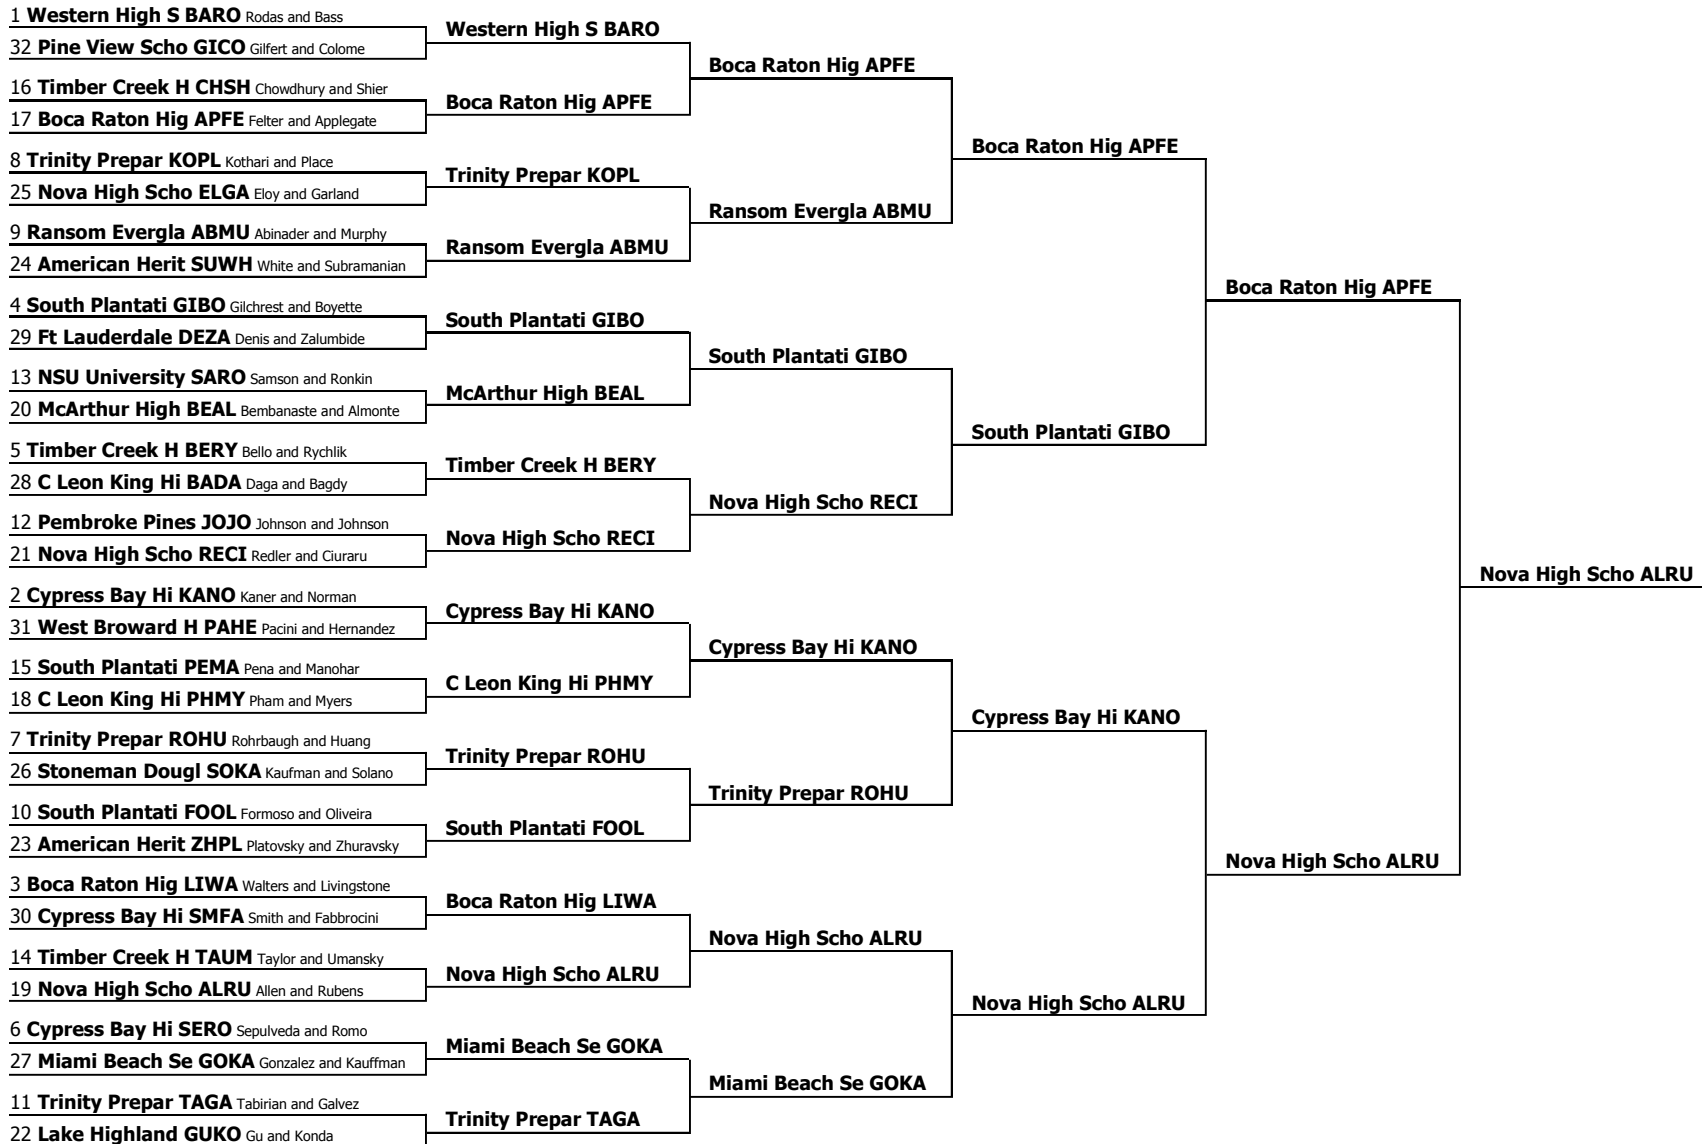 1 Western High S BARO Rodas and Bass
32 Pine View Scho GICO Gilfert and Colome
16 Timber Creek H CHSH Chowdhury and Shier
17 Boca Raton Hig APFE Felter and Applegate
8 Trinity Prepar KOPL Kothari and Place
25 Nova High Scho ELGA Eloy and Garland
9 Ransom Evergla ABMU Abinader and Murphy
24 American Herit SUWH White and Subramanian
4 South Plantati GIBO Gilchrest and Boyette
29 Ft Lauderdale DEZA Denis and Zalumbide
13 NSU University SARO Samson and Ronkin
20 McArthur High BEAL Bembanaste and Almonte
5 Timber Creek H BERY Bello and Rychlik
28 C Leon King Hi BADA Daga and Bagdy
12 Pembroke Pines JOJO Johnson and Johnson
21 Nova High Scho RECI Redler and Ciuraru
2 Cypress Bay Hi KANO Kaner and Norman
31 West Broward H PAHE Pacini and Hernandez
15 South Plantati PEMA Pena and Manohar
18 C Leon King Hi PHMY Pham and Myers
7 Trinity Prepar ROHU Rohrbaugh and Huang
26 Stoneman Dougl SOKA Kaufman and Solano
10 South Plantati FOOL Formoso and Oliveira
23 American Herit ZHPL Platovsky and Zhuravsky
3 Boca Raton Hig LIWA Walters and Livingstone
30 Cypress Bay Hi SMFA Smith and Fabbrocini
14 Timber Creek H TAUM Taylor and Umansky
19 Nova High Scho ALRU Allen and Rubens
6 Cypress Bay Hi SERO Sepulveda and Romo
27 Miami Beach Se GOKA Gonzalez and Kauffman
11 Trinity Prepar TAGA Tabirian and Galvez
22 Lake Highland GUKO Gu and Konda
Western High S BARO
Boca Raton Hig APFE
Trinity Prepar KOPL
Ransom Evergla ABMU
South Plantati GIBO
McArthur High BEAL
Timber Creek H BERY
Nova High Scho RECI
Cypress Bay Hi KANO
C Leon King Hi PHMY
Trinity Prepar ROHU
South Plantati FOOL
Boca Raton Hig LIWA
Nova High Scho ALRU
Miami Beach Se GOKA
Trinity Prepar TAGA
Boca Raton Hig APFE
Ransom Evergla ABMU
South Plantati GIBO
Nova High Scho RECI
Cypress Bay Hi KANO
Trinity Prepar ROHU
Nova High Scho ALRU
Miami Beach Se GOKA
Boca Raton Hig APFE
South Plantati GIBO
Cypress Bay Hi KANO
Nova High Scho ALRU
Boca Raton Hig APFE
Nova High Scho ALRU
Nova High Scho ALRU